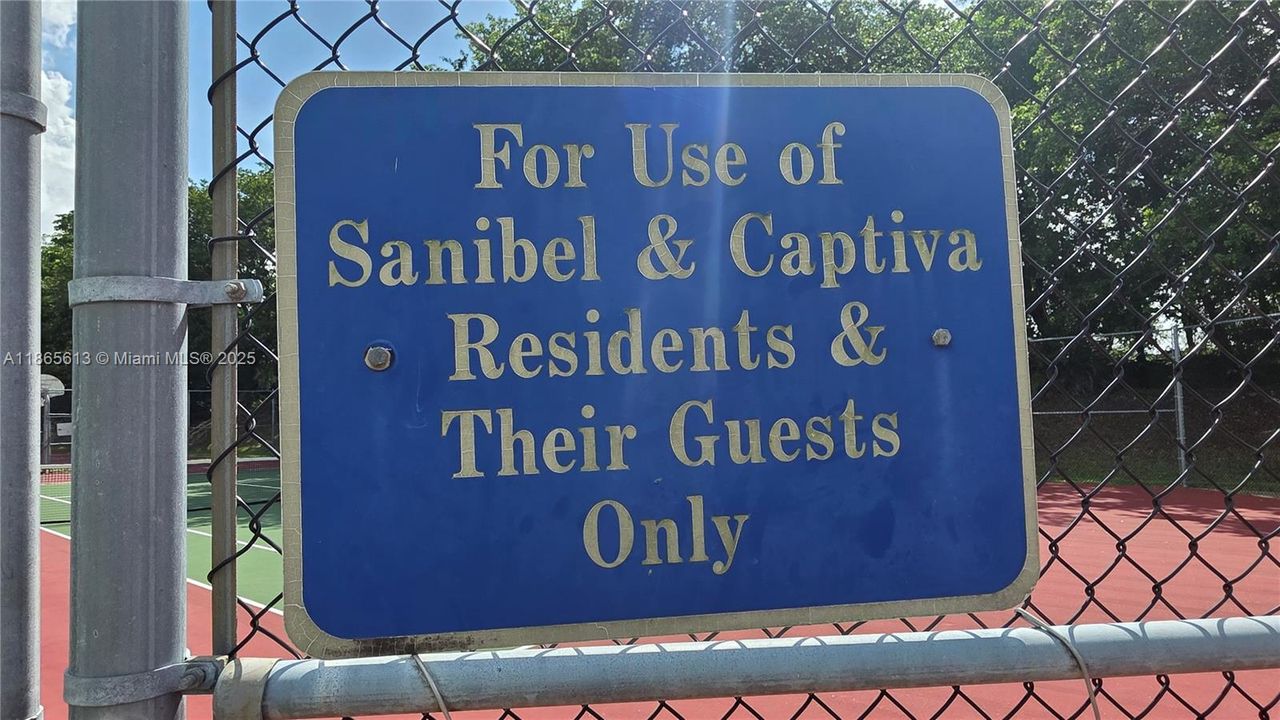 For Use of
Sanibel & Captiva
Residents &
Their Guests
Only
A11865613 © Miami MLS® 2025